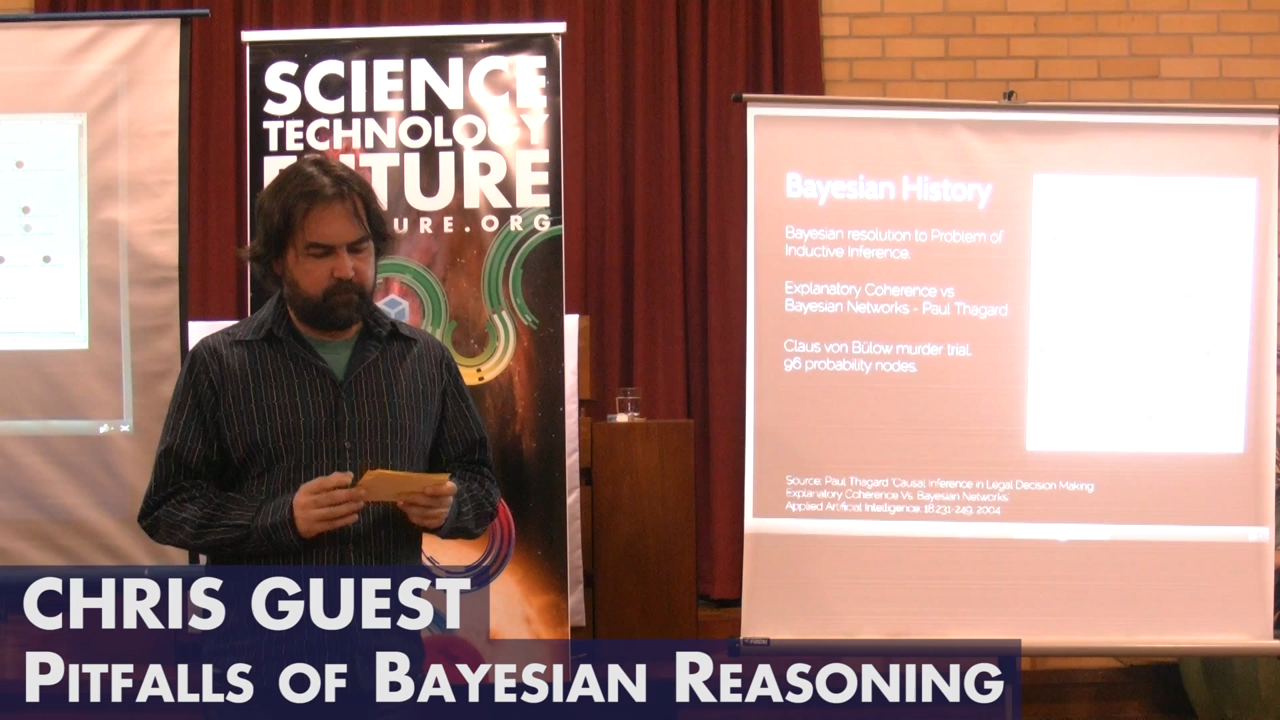 SCIENCE
TECHNOLOGY
FUTURE
URE.ORG
Bayesian History
Bayesian resolution to Problem of
Inductive Inference.
Explanatory Coherence vs
Bayesian Networks - Paul Thagard
Claus von Bülow murder trial.
96 probability nodes.
Source: Paul Thagard 'Causal inference in Legal Decision Making
Explanatory Coherence Vs. Bayesian Networks'
Applied Artificial Intelligence, 18:231-249, 2004
CHRIS GUEST
PITFALLS OF BAYESIAN REASONING